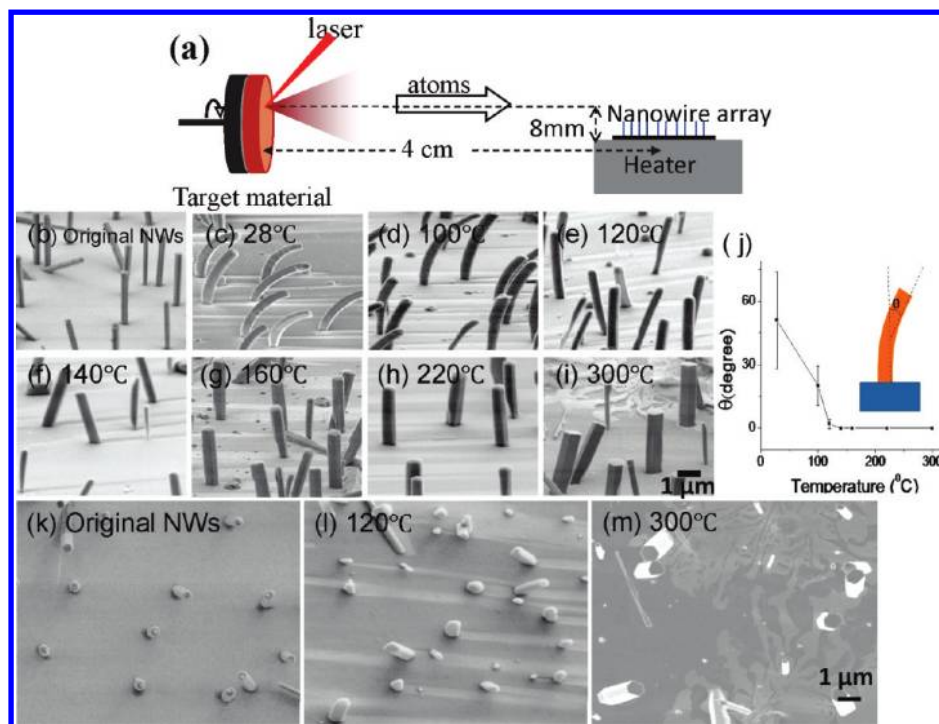 (a)
laser
atoms
Nanowire array
8mm
4 cm
Heater
Target material
(b) Original NWs
(c) 28℃
(d) 100℃
(e) 120℃
(f) 140℃
(g) 160℃
(h) 220℃
(i) 300℃
1 μm
( j)
θ(degree)
60
0
0
100
200
300
Temperature (⁰C)
θ
(k) Original NWs
(l) 120℃
(m) 300℃
1 μm